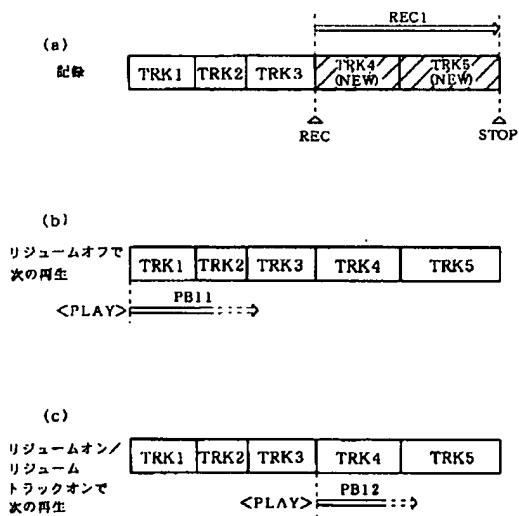 REC1
(a)
記録
TRK1 TRK2 TRK3 TRK4 (NEW) TRK5 (NEW)
REC STOP
(b)
リジュームオフで
次の再生
TRK1 TRK2 TRK3 TRK4 TRK5
<PLAY> PB11
(c)
リジュームオン/
リジューム
トラックオンで
次の再生
TRK1 TRK2 TRK3 TRK4 TRK5
<PLAY> PB12